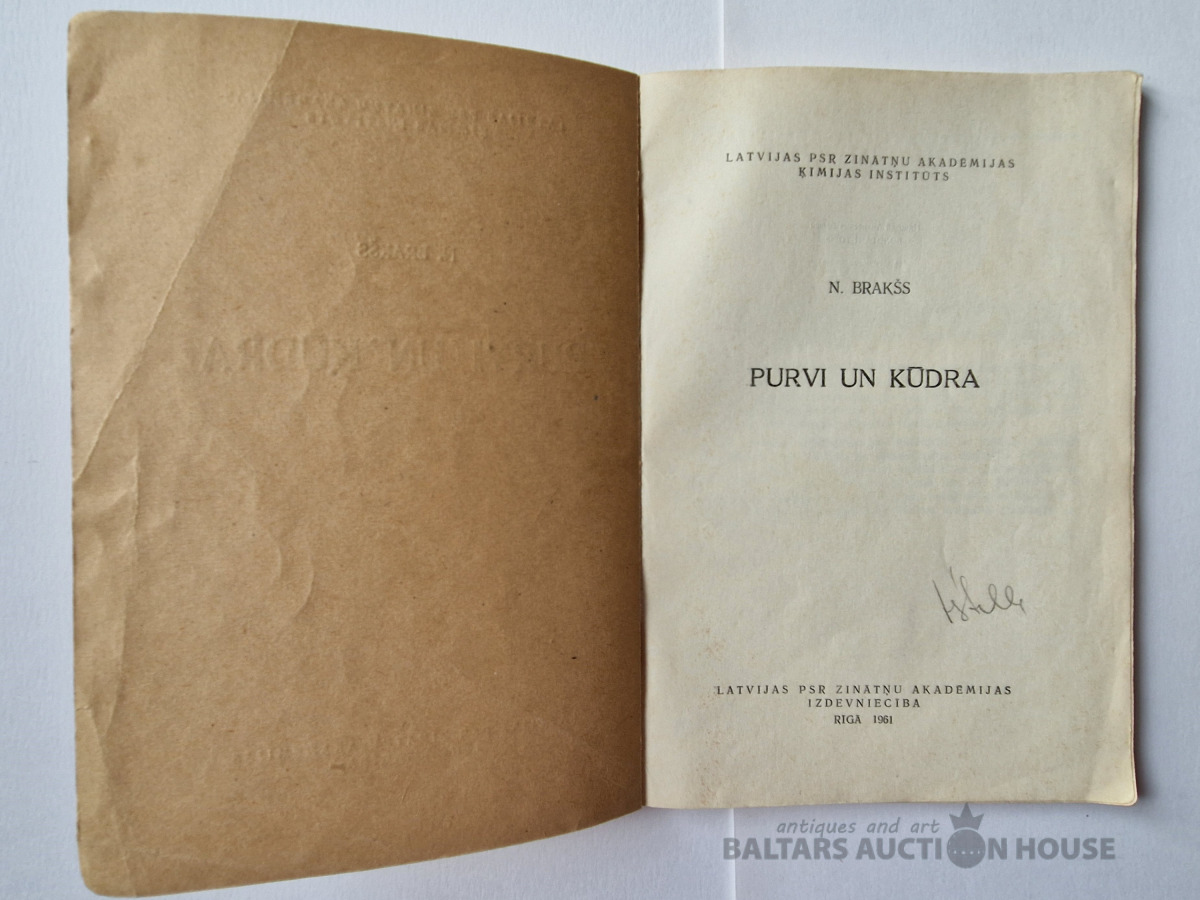 LATVIJAS PSR ZINĀTŅU AKADĒMIJAS
ĶĪMIJAS INSTITŪTS
N. BRAKŠS
PURVI UN KŪDRA
LATVIJAS PSR ZINĀTŅU AKADĒMIJAS
IZDEVNIECĪBA
RĪGĀ 1961
antiques and art
BALTARS AUCTION HOUSE